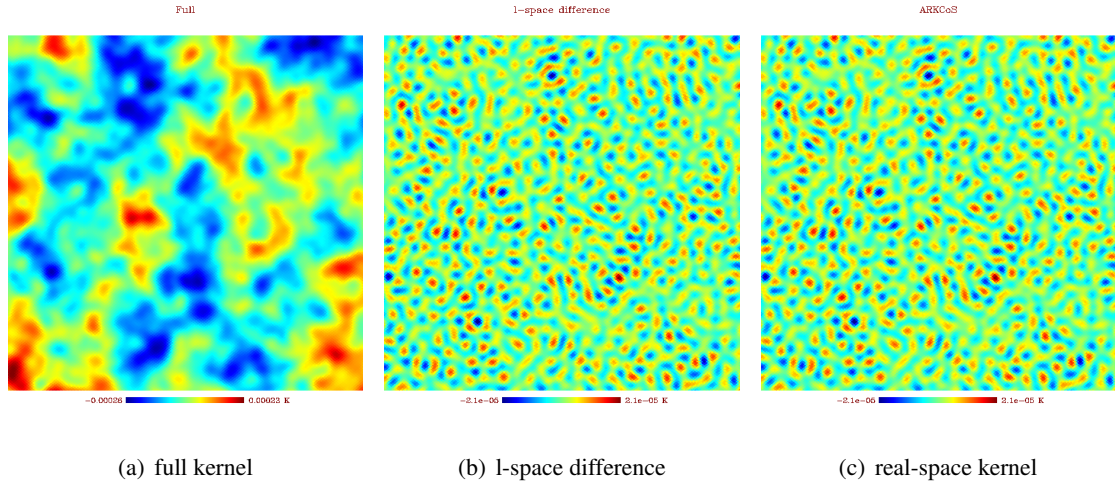 Full
l-space difference
ARKCoS
-0.00026 0.00023 K
-2.1e-05 2.1e-05 K
-2.1e-05 2.1e-05 K
(a) full kernel
(b) l-space difference
(c) real-space kernel